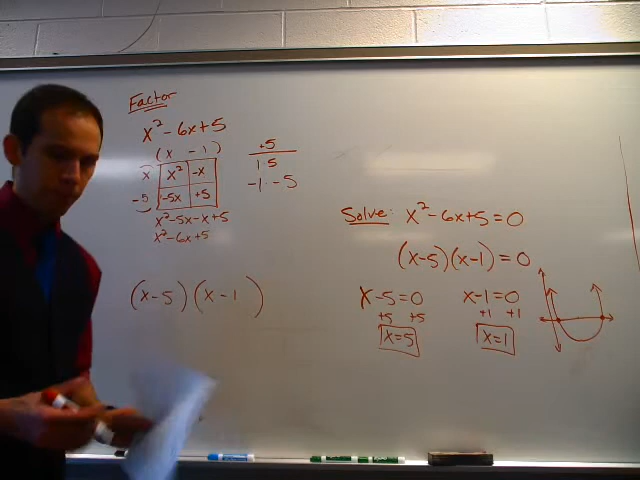 Factor
x² - 6x + 5
(x - 1)
x x² -x
-5 -5x +5
x² - 5x - x + 5
x² - 6x + 5
+5
1 5
-1 · -5
(x - 5)(x - 1)
Solve: x² - 6x + 5 = 0
(x - 5)(x - 1) = 0
x - 5 = 0 x - 1 = 0
+5 +5 +1 +1
x = 5 x = 1